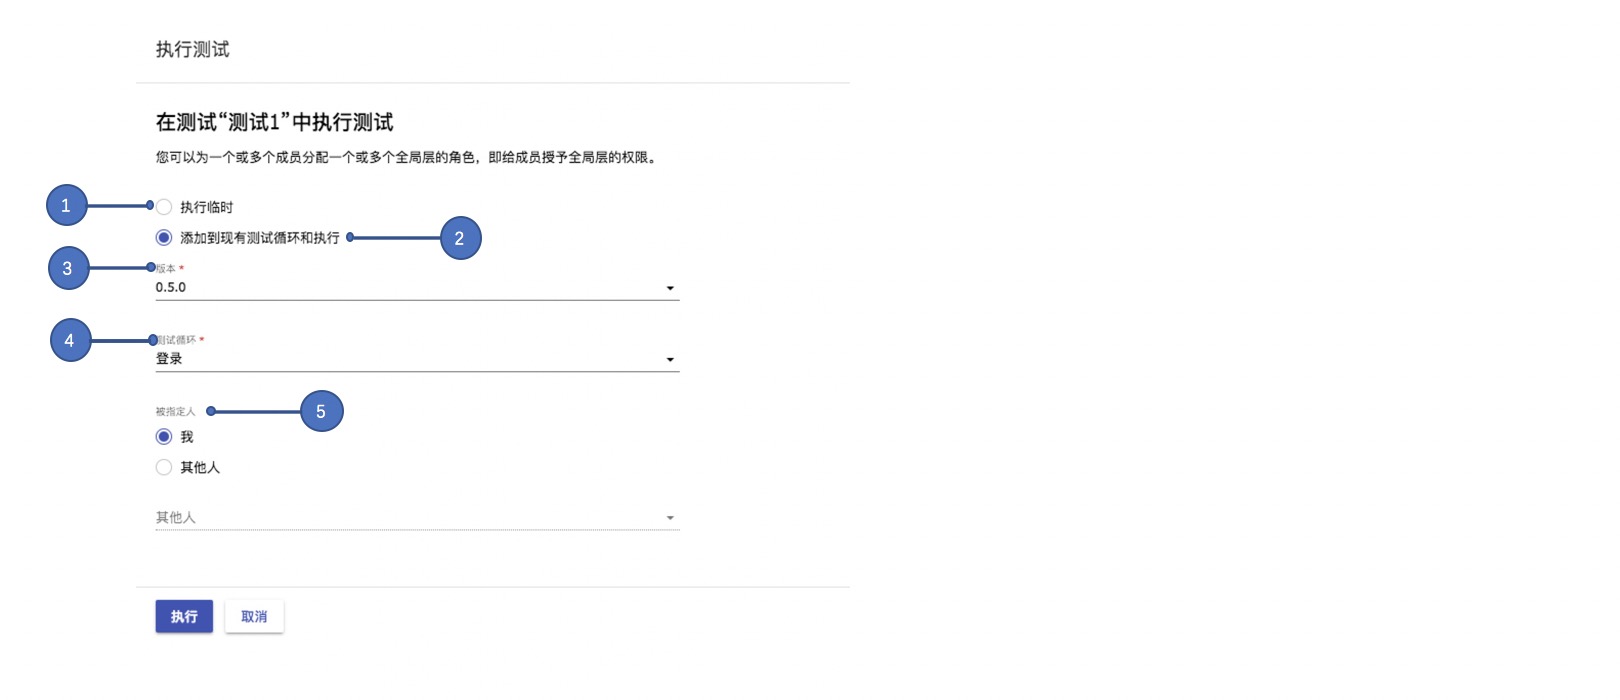 执行测试
在测试“测试1”中执行测试
您可以为一个或多个成员分配一个或多个全局层的角色，即给成员授予全局层的权限。
1
执行临时
添加到现有测试循环和执行
2
3
版本 *
0.5.0
4
测试循环 *
登录
被指定人
5
我
其他人
其他人
执行
取消